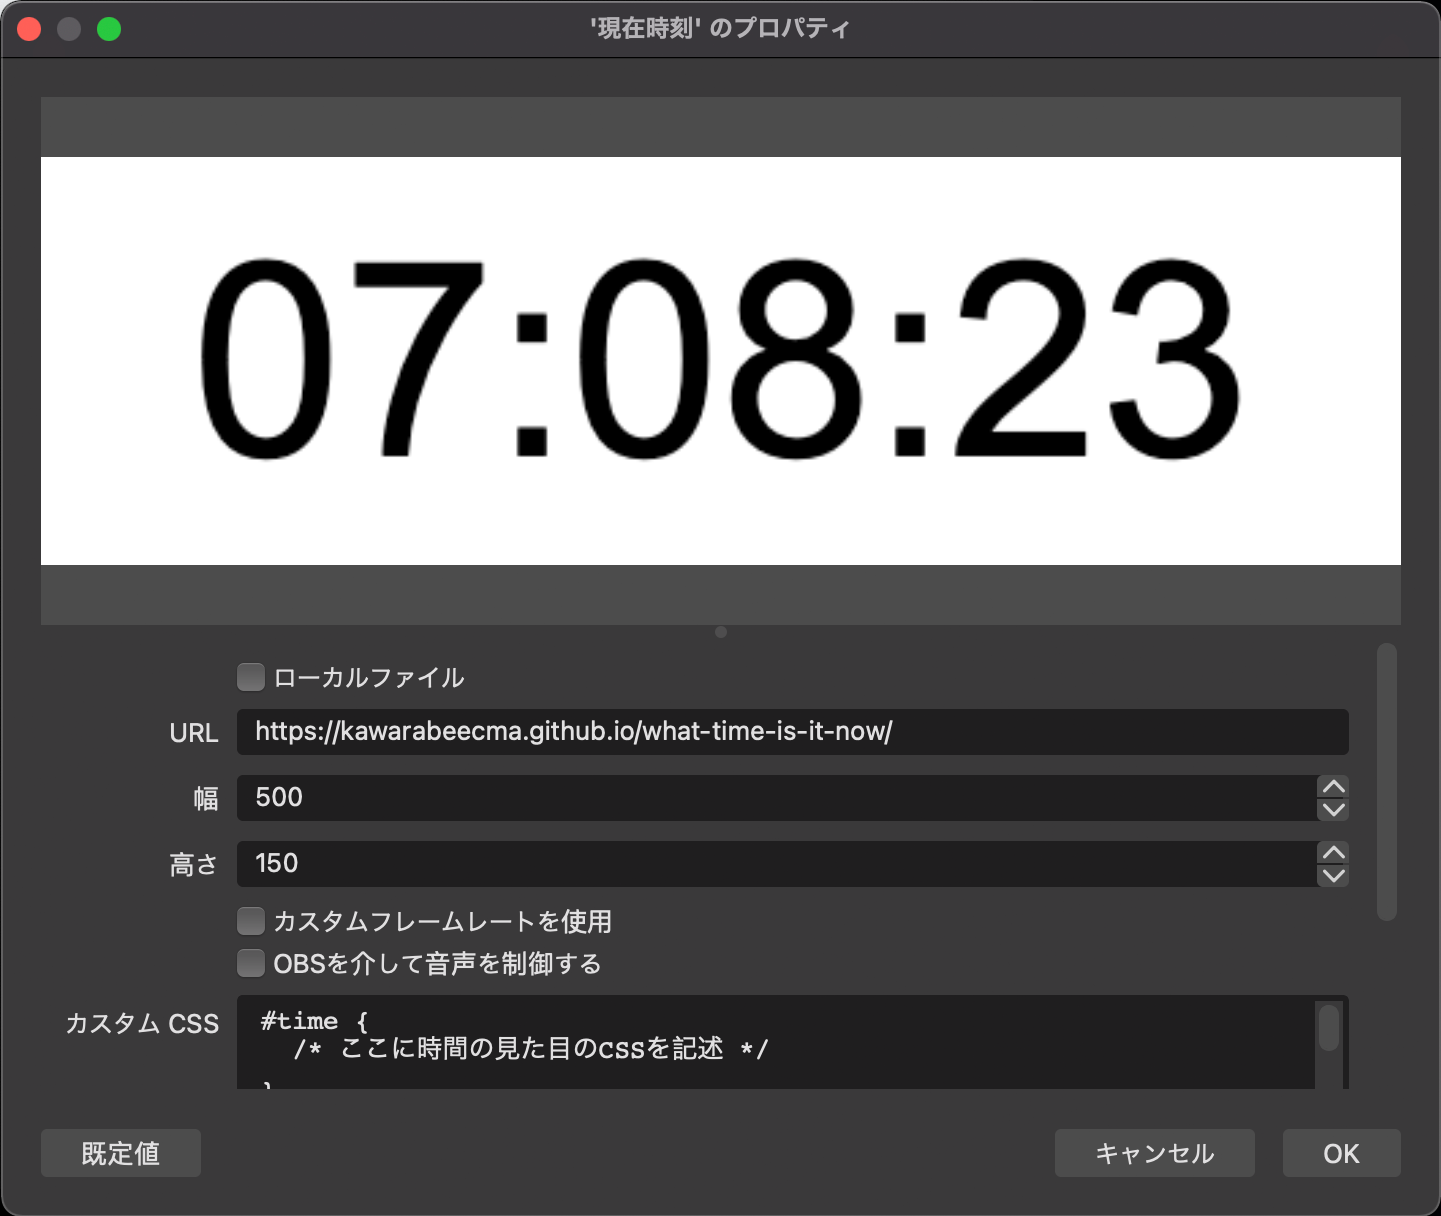 '現在時刻' のプロパティ
07:08:23
ローカルファイル
URL https://kawarabeecma.github.io/what-time-is-it-now/
幅 500
高さ 150
カスタムフレームレートを使用
OBSを介して音声を制御する
カスタム CSS #time {
/* ここに時間の見た目のcssを記述 */
}
既定値 キャンセル OK